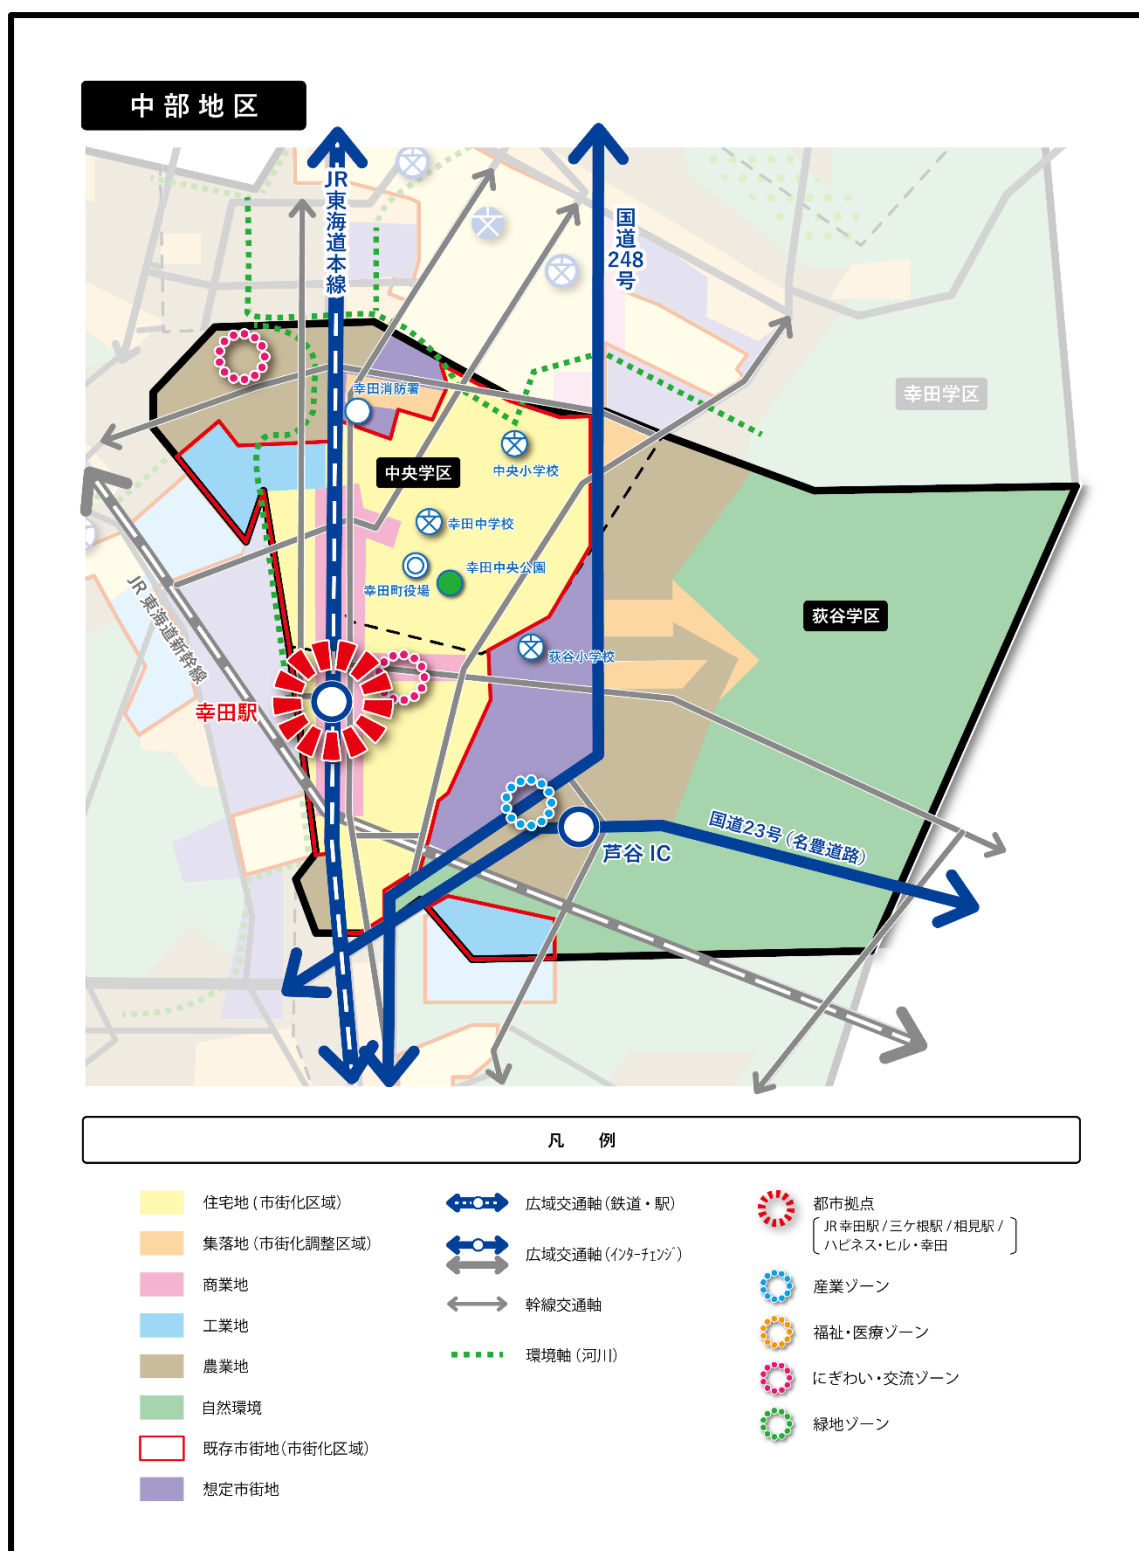 中部地区
JR東海道本線
国道248号
幸田学区
幸田消防署
中央学区
中央小学校
幸田中学校
幸田中央公園
幸田町役場
荻谷学区
荻谷小学校
JR東海道新幹線
幸田駅
国道23号(名豊道路)
芦谷 IC
凡 例
住宅地(市街化区域)
集落地(市街化調整区域)
商業地
工業地
農業地
自然環境
既存市街地(市街化区域)
想定市街地
広域交通軸(鉄道・駅)
広域交通軸(インターチェンジ)
幹線交通軸
環境軸(河川)
都市拠点
JR幸田駅/三ケ根駅/相見駅/
ハピネス・ヒル・幸田
産業ゾーン
福祉・医療ゾーン
にぎわい・交流ゾーン
緑地ゾーン